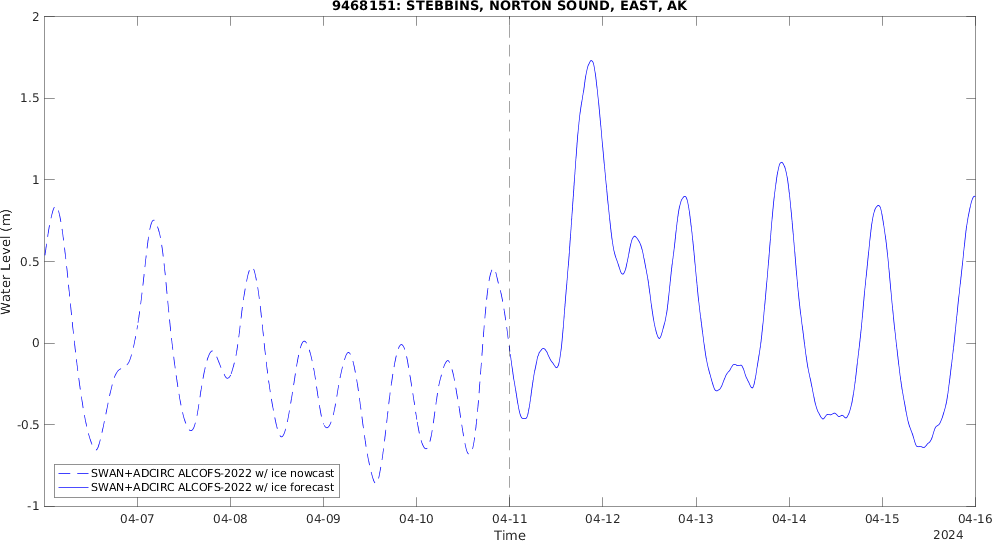 9468151: STEBBINS, NORTON SOUND, EAST, AK
Water Level (m)
2
1.5
1
0.5
0
-0.5
-1
SWAN+ADCIRC ALCOFS-2022 w/ ice nowcast
SWAN+ADCIRC ALCOFS-2022 w/ ice forecast
04-07 04-08 04-09 04-10 04-11 04-12 04-13 04-14 04-15 04-16
Time
2024